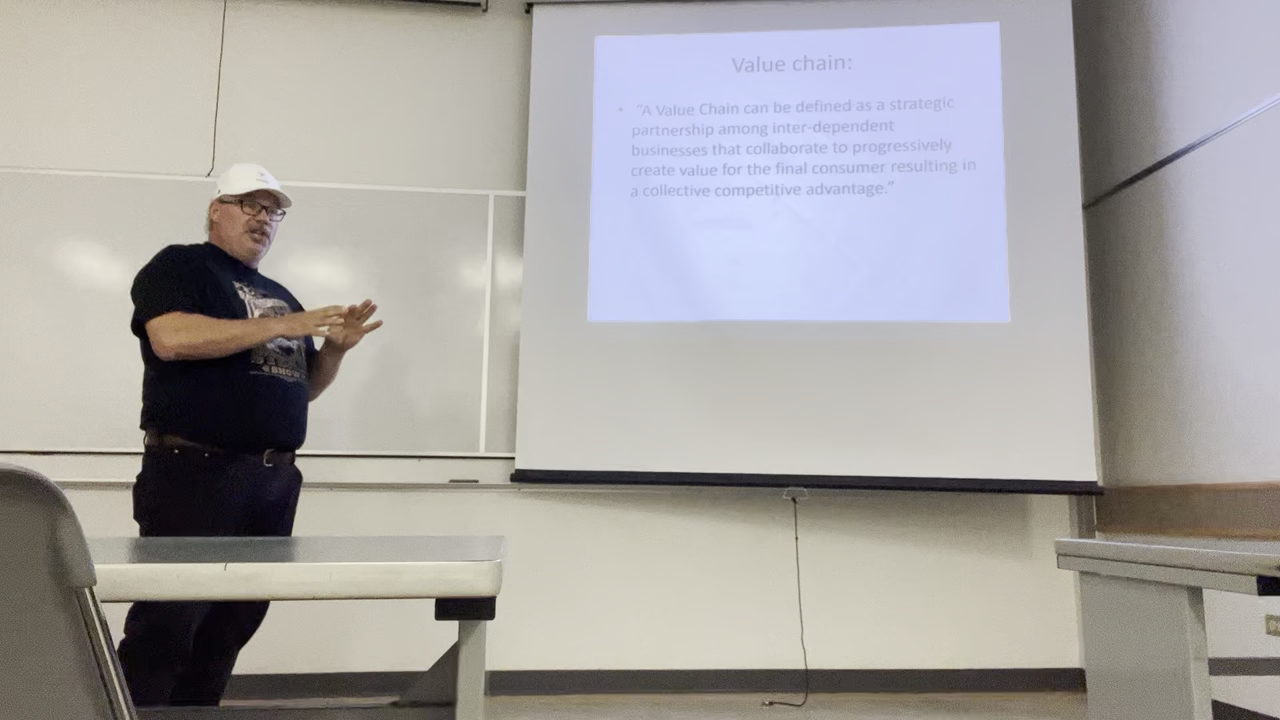 Value chain:
• “A Value Chain can be defined as a strategic
partnership among inter-dependent
businesses that collaborate to progressively
create value for the final consumer resulting in
a collective competitive advantage.”
SHOW